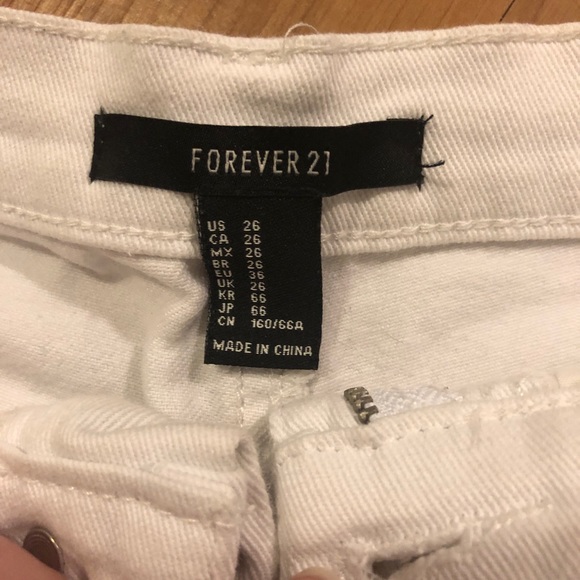 FOREVER 21
US 26
CA 26
MX 26
BR 26
EU 36
UK 26
KR 66
JP 66
CN 160/66A
MADE IN CHINA